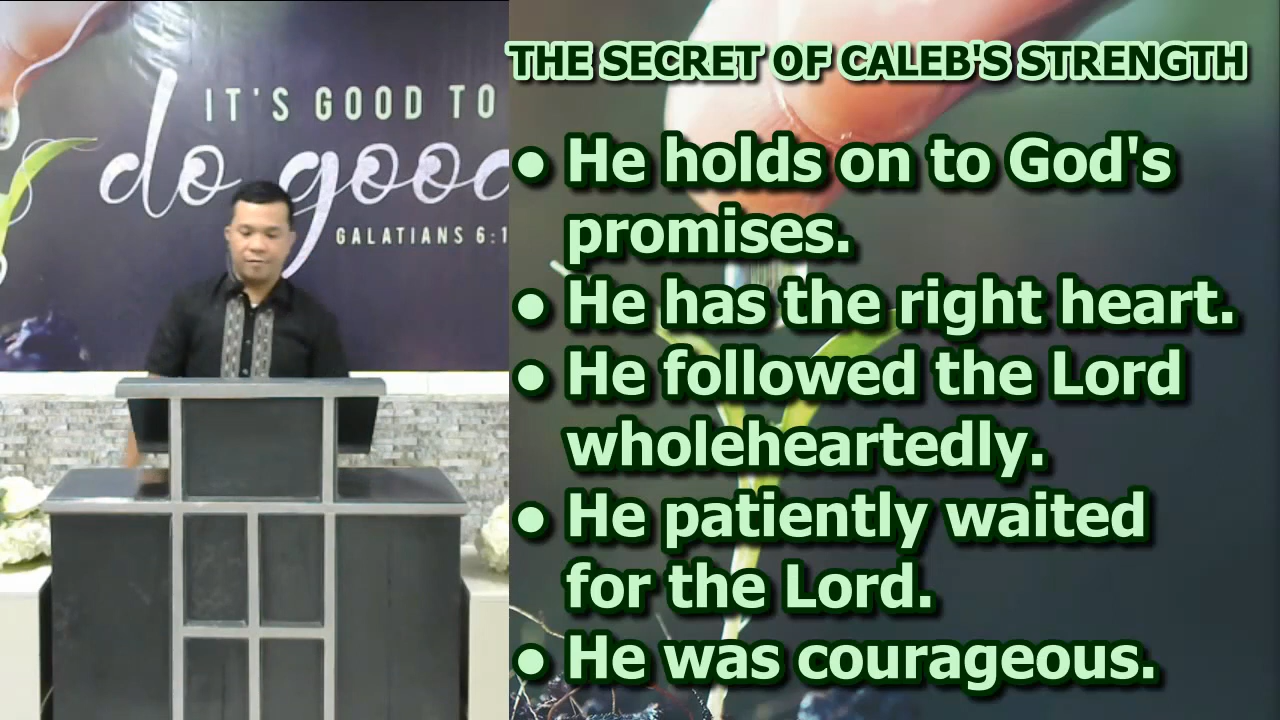 IT'S GOOD TO
do good
GALATIANS 6:1
THE SECRET OF CALEB'S STRENGTH
● He holds on to God's
promises.
● He has the right heart.
● He followed the Lord
wholeheartedly.
● He patiently waited
for the Lord.
● He was courageous.